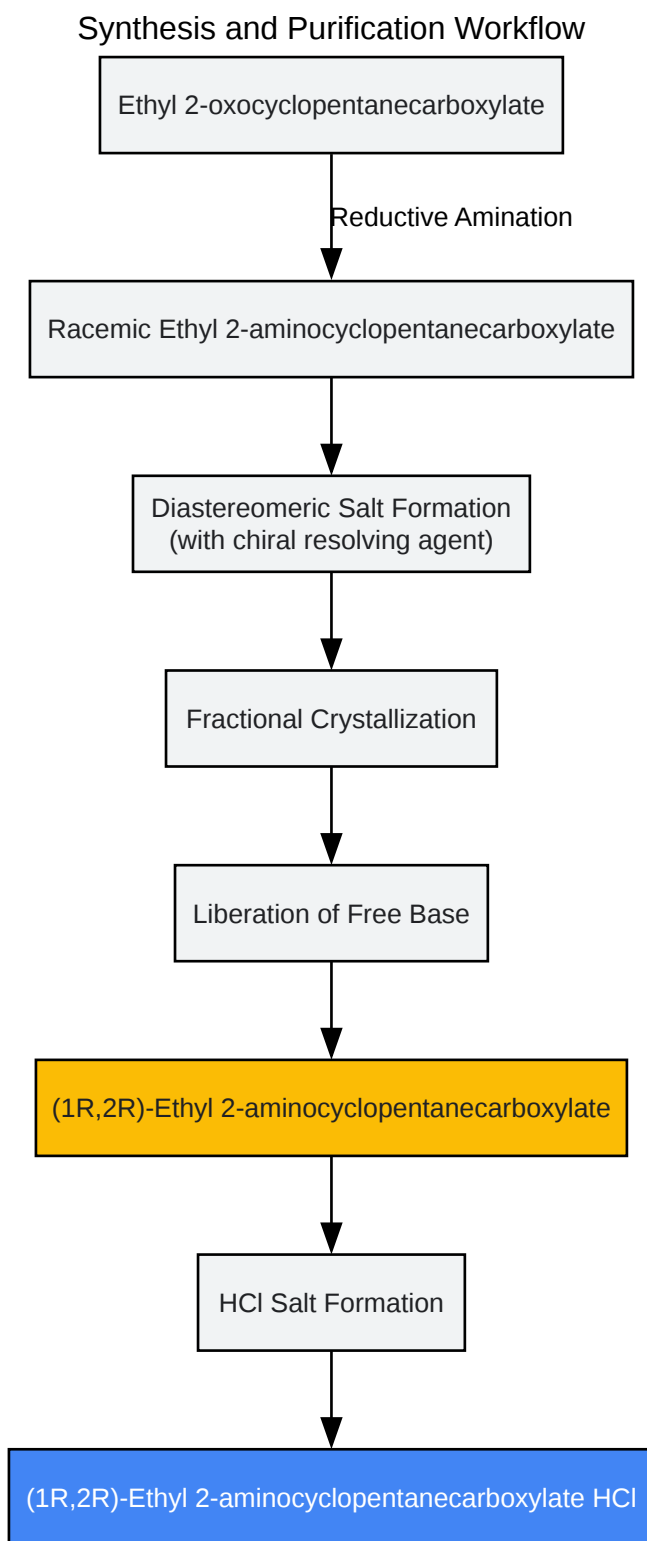 Synthesis and Purification Workflow
Ethyl 2-oxocyclopentanecarboxylate
Reductive Amination
Racemic Ethyl 2-aminocyclopentanecarboxylate
Diastereomeric Salt Formation
(with chiral resolving agent)
Fractional Crystallization
Liberation of Free Base
(1R,2R)-Ethyl 2-aminocyclopentanecarboxylate
HCl Salt Formation
(1R,2R)-Ethyl 2-aminocyclopentanecarboxylate HCl